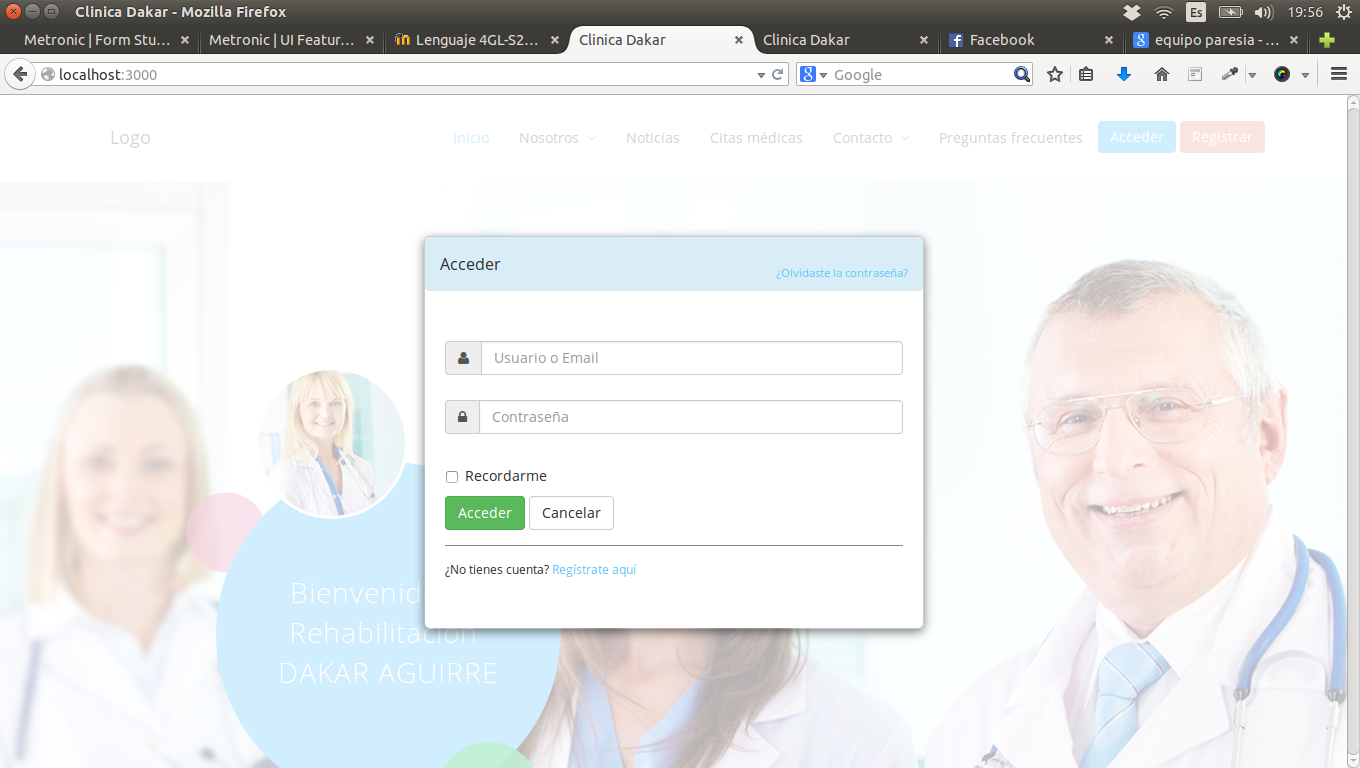 Clinica Dakar - Mozilla Firefox
Es
19:56
Metronic | Form Stu...
Metronic | UI Featur...
Lenguaje 4GL-S2...
Clinica Dakar
Clinica Dakar
Facebook
equipo paresia - ...
localhost:3000
Google
Logo
Inicio
Nosotros
Noticias
Citas médicas
Contacto
Preguntas frecuentes
Acceder
Registrar
Acceder
¿Olvidaste la contraseña?
Usuario o Email
Contraseña
Recordarme
Acceder
Cancelar
¿No tienes cuenta? Regístrate aquí
Rehabilitación
DAKAR AGUIRRE